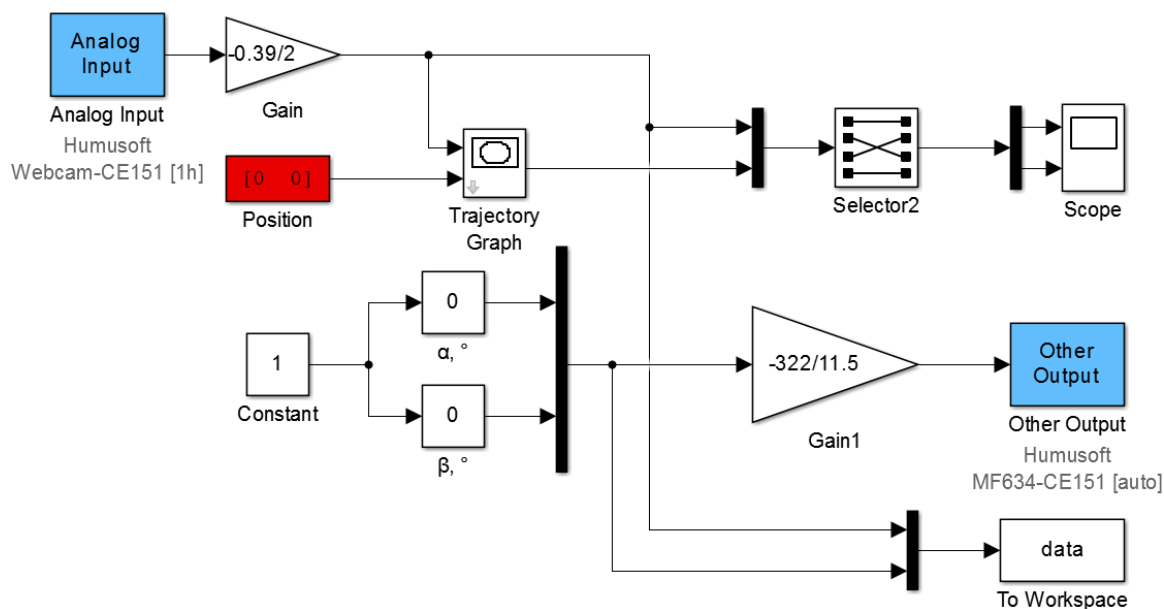 Analog
Input
Analog Input
Humusoft
Webcam-CE151 [1h]
-0.39/2
Gain
[0 0]
Position
Trajectory
Graph
Selector2
Scope
1
Constant
0
α, °
0
β, °
-322/11.5
Gain1
Other
Output
Other Output
Humusoft
MF634-CE151 [auto]
data
To Workspace